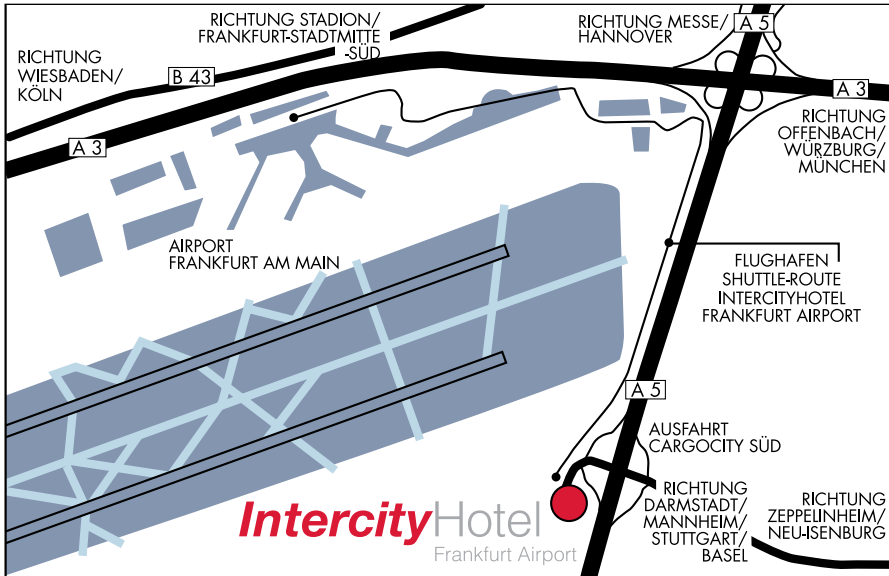 RICHTUNG STADION/
FRANKFURT-STADTMITTE
-SÜD
RICHTUNG MESSE/
HANNOVER
A 5
RICHTUNG
WIESBADEN/
KÖLN
B 43
A 3
A 3
RICHTUNG
OFFENBACH/
WÜRZBURG/
MÜNCHEN
AIRPORT
FRANKFURT AM MAIN
FLUGHAFEN
SHUTTLE-ROUTE
INTERCITYHOTEL
FRANKFURT AIRPORT
A 5
AUSFAHRT
CARGOCITY SÜD
RICHTUNG
DARMSTADT/
MANNHEIM/
STUTTGART/
BASEL
RICHTUNG
ZEPPELINHEIM/
NEU-ISENBURG
IntercityHotel
Frankfurt Airport